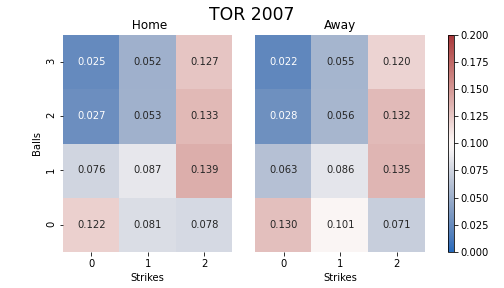 TOR 2007
Home
Away
Balls
3
0.025 0.052 0.127
0.022 0.055 0.120
2
0.027 0.053 0.133
0.028 0.056 0.132
1
0.076 0.087 0.139
0.063 0.086 0.135
0
0.122 0.081 0.078
0.130 0.101 0.071
0 1 2
0 1 2
Strikes
Strikes
0.200
0.175
0.150
0.125
0.100
0.075
0.050
0.025
0.000